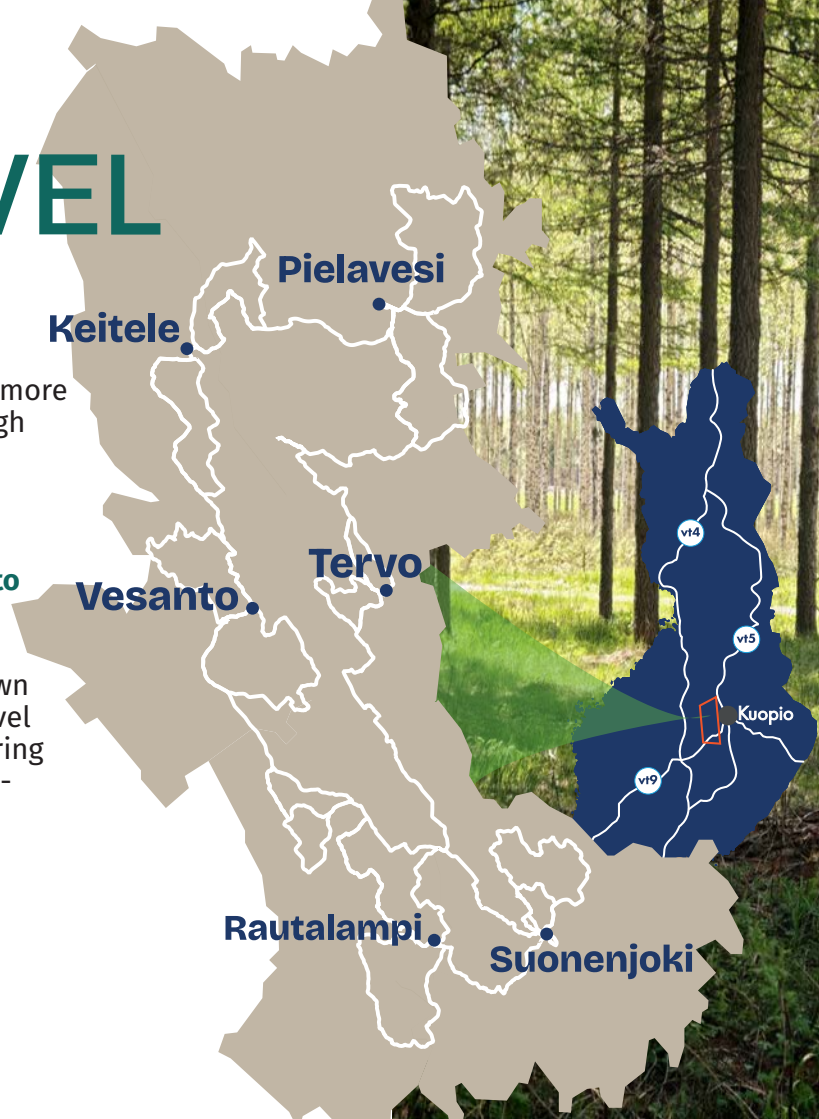 VEL
more
gh
to
wn
vel
ring
-
Pielavesi
Keitele
Tervo
Vesanto
Rautalampi
Suonenjoki
vt4
vt5
Kuopio
vt9